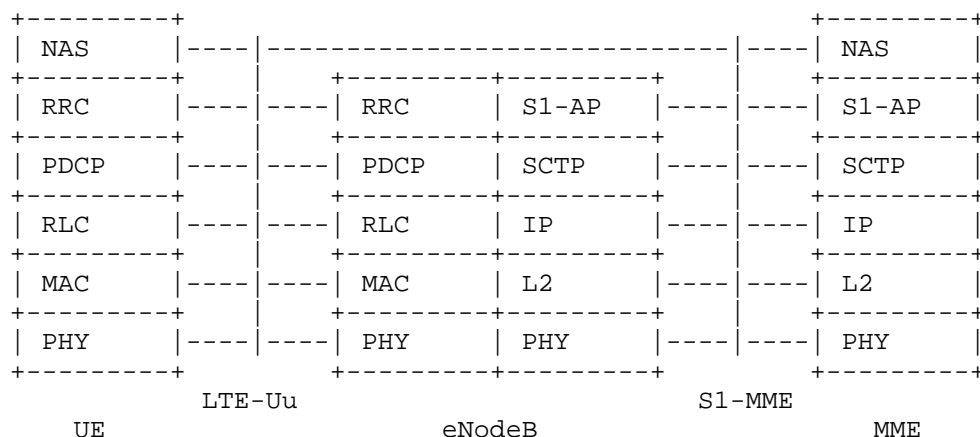 NAS NAS
RRC RRC S1-AP S1-AP
PDCP PDCP SCTP SCTP
RLC RLC IP IP
MAC MAC L2 L2
PHY PHY PHY PHY
LTE-Uu S1-MME
UE eNodeB MME